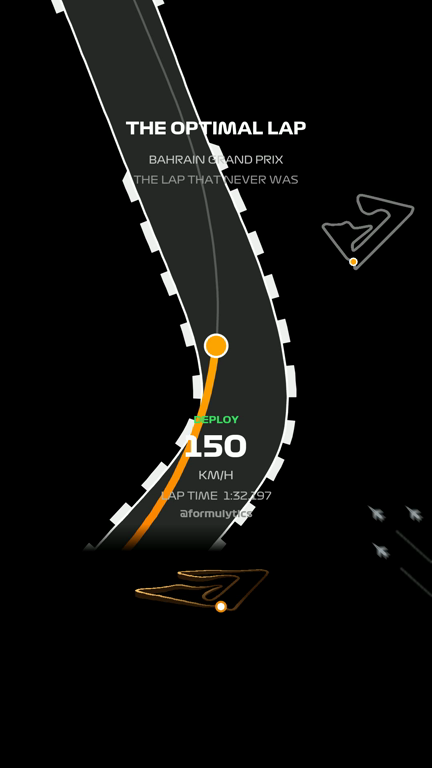 THE OPTIMAL LAP
BAHRAIN GRAND PRIX
THE LAP THAT NEVER WAS
DEPLOY
150
KM/H
LAP TIME 1:32.197
@formulytics